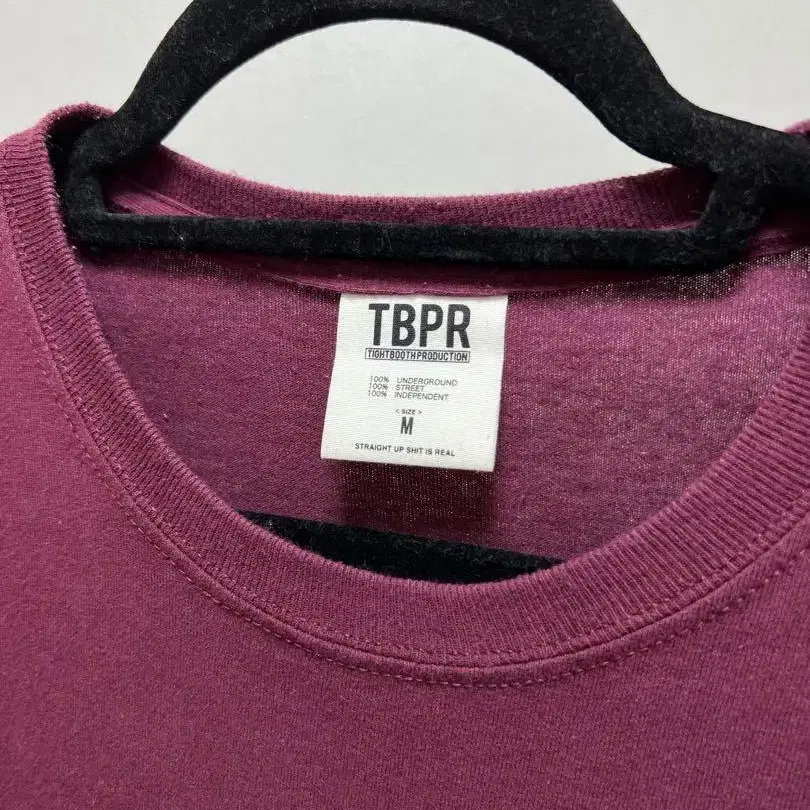 TBPR
TIGHTBOOTH PRODUCTION
100% UNDERGROUND
100% STREET
100% INDEPENDENT
< SIZE >
M
STRAIGHT UP SHIT IS REAL